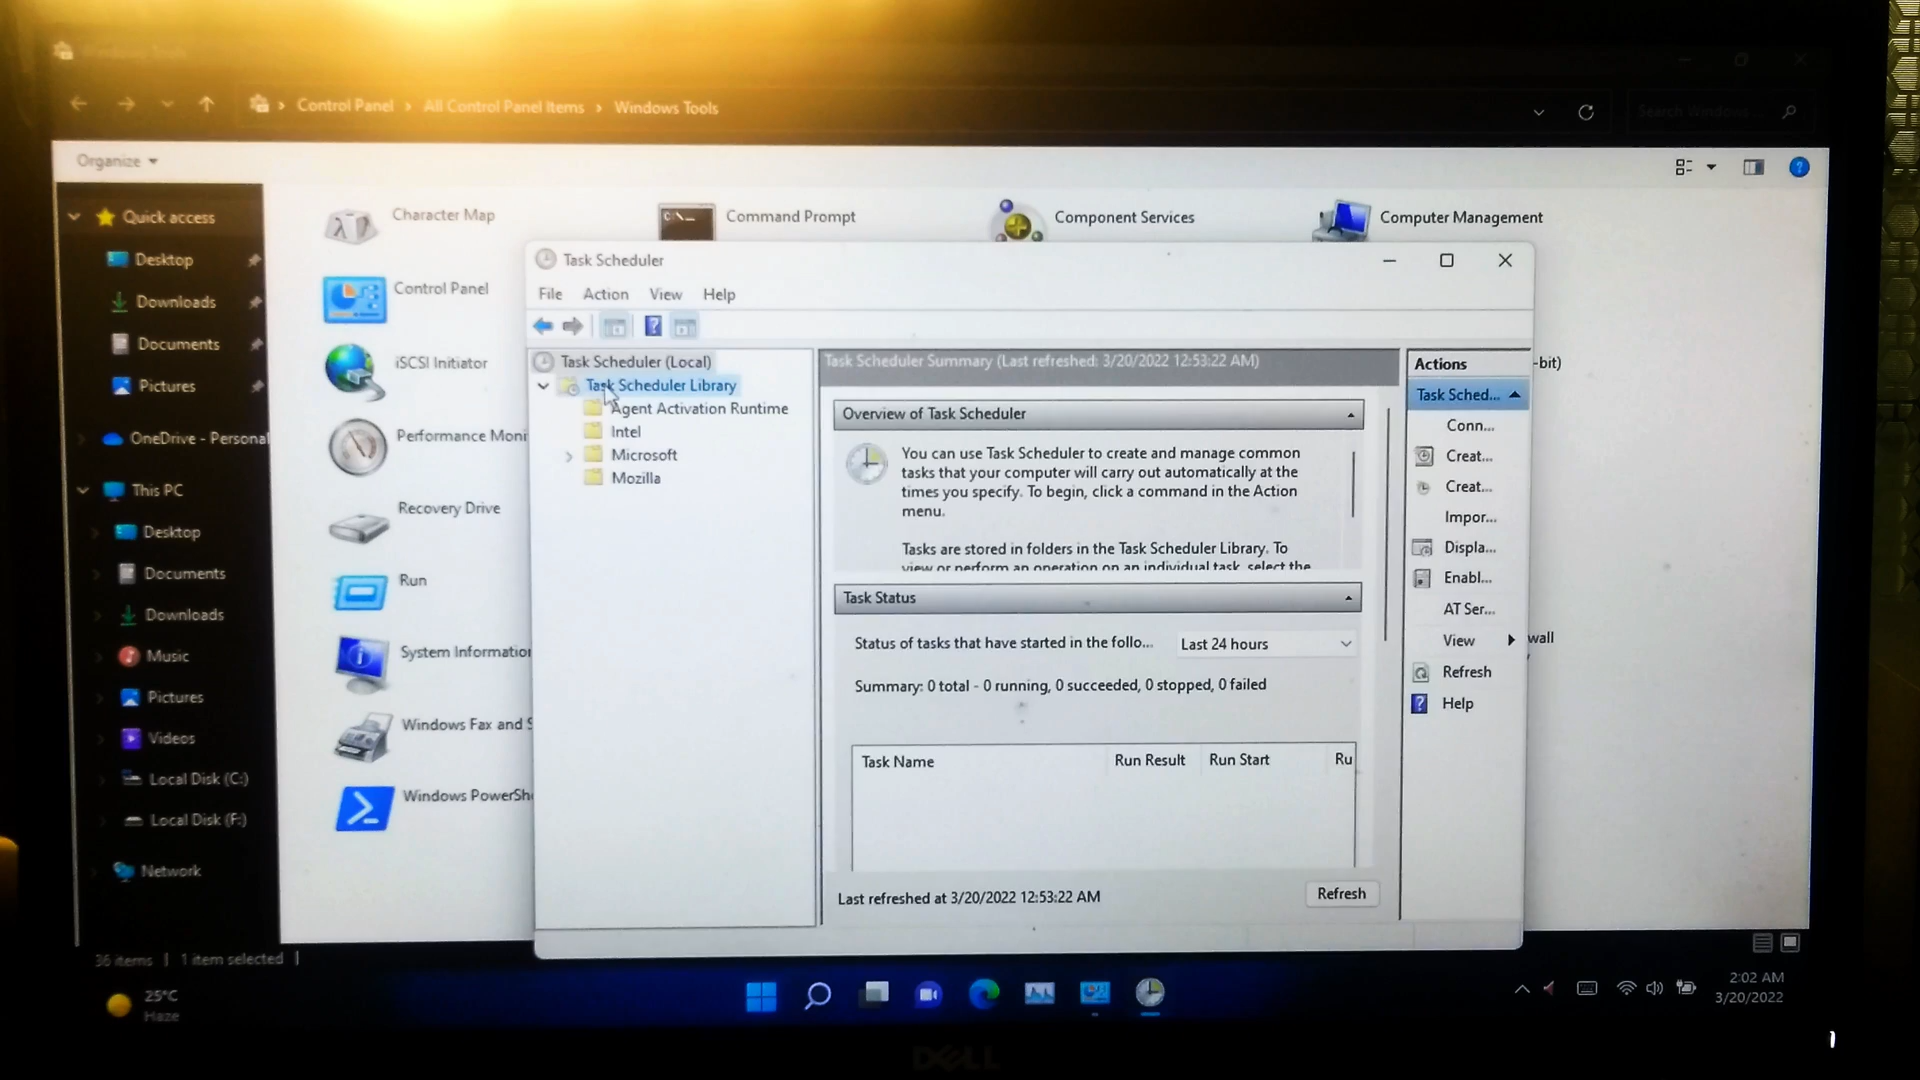 Control Panel > All Control Panel Items > Windows Tools
Organize
Quick access
Desktop
Downloads
Documents
Pictures
OneDrive - Personal
This PC
Desktop
Documents
Downloads
Music
Pictures
Videos
Local Disk (C:)
Local Disk (F:)
Network
36 items | 1 item selected |
Character Map
Command Prompt
Component Services
Computer Management
Control Panel
iSCSI Initiator
Performance Moni
Recovery Drive
Run
System Information
Windows Fax and S
Windows PowerShe
-bit)
wall
Task Scheduler
File Action View Help
Task Scheduler (Local)
Task Scheduler Library
Agent Activation Runtime
Intel
Microsoft
Mozilla
Task Scheduler Summary (Last refreshed: 3/20/2022 12:53:22 AM)
Overview of Task Scheduler
You can use Task Scheduler to create and manage common
tasks that your computer will carry out automatically at the
times you specify. To begin, click a command in the Action
menu.
Tasks are stored in folders in the Task Scheduler Library. To
view or perform an operation on an individual task, select the
Task Status
Status of tasks that have started in the follo... Last 24 hours
Summary: 0 total - 0 running, 0 succeeded, 0 stopped, 0 failed
Task Name Run Result Run Start Ru
Last refreshed at 3/20/2022 12:53:22 AM Refresh
Actions
Task Sched...
Conn...
Creat...
Creat...
Impor...
Displa...
Enabl...
AT Ser...
View
Refresh
Help
25°C
Haze
2:02 AM
3/20/2022
DELL